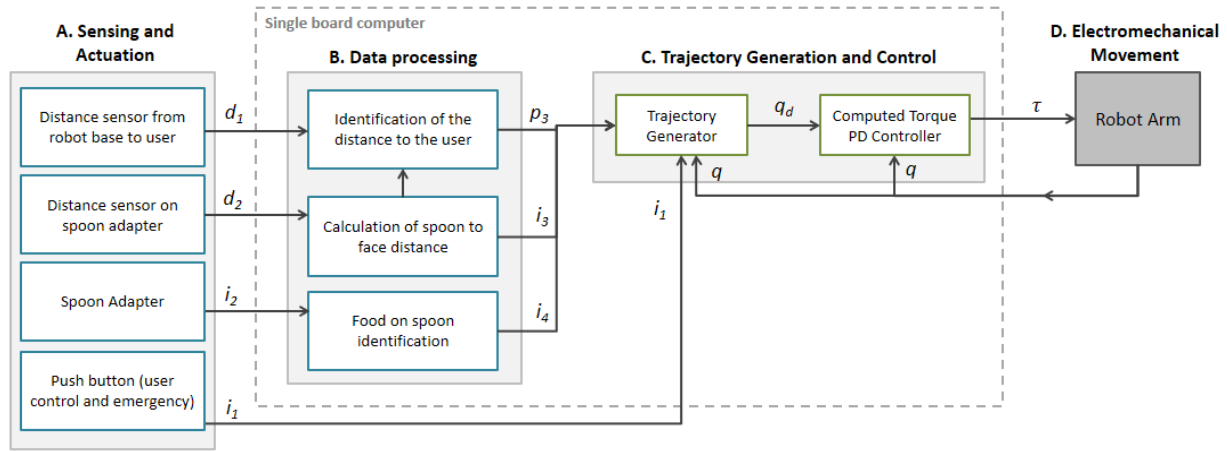 Single board computer
A. Sensing and
Actuation
B. Data processing
C. Trajectory Generation and Control
D. Electromechanical
Movement
Distance sensor from
robot base to user
d1
Identification of the
distance to the user
p3
Trajectory
Generator
qd
Computed Torque
PD Controller
τ
Robot Arm
q
q
Distance sensor on
spoon adapter
d2
Calculation of spoon to
face distance
i3
i1
Spoon Adapter
i2
Food on spoon
identification
i4
Push button (user
control and emergency)
i1